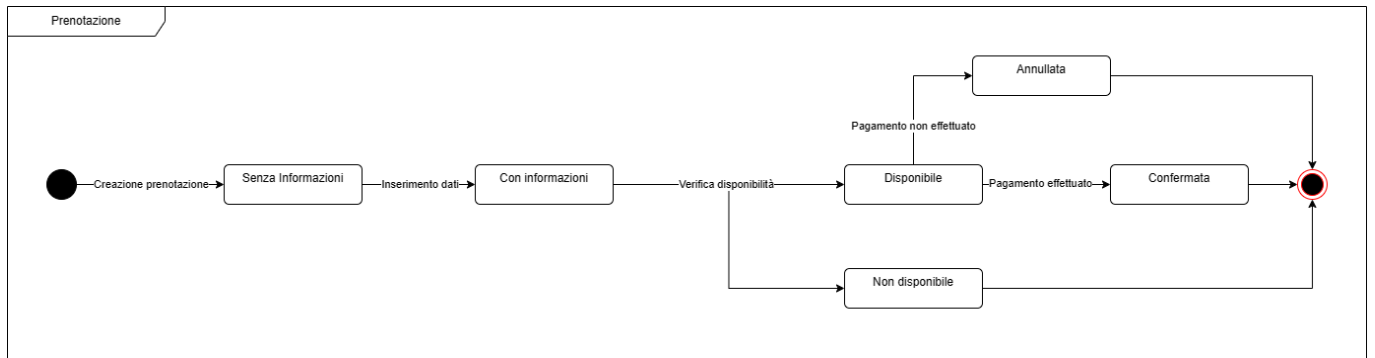 Prenotazione
Annullata
Pagamento non effettuato
Creazione prenotazione
Senza Informazioni
Inserimento dati
Con informazioni
Verifica disponibilità
Disponibile
Pagamento effettuato
Confermata
Non disponibile